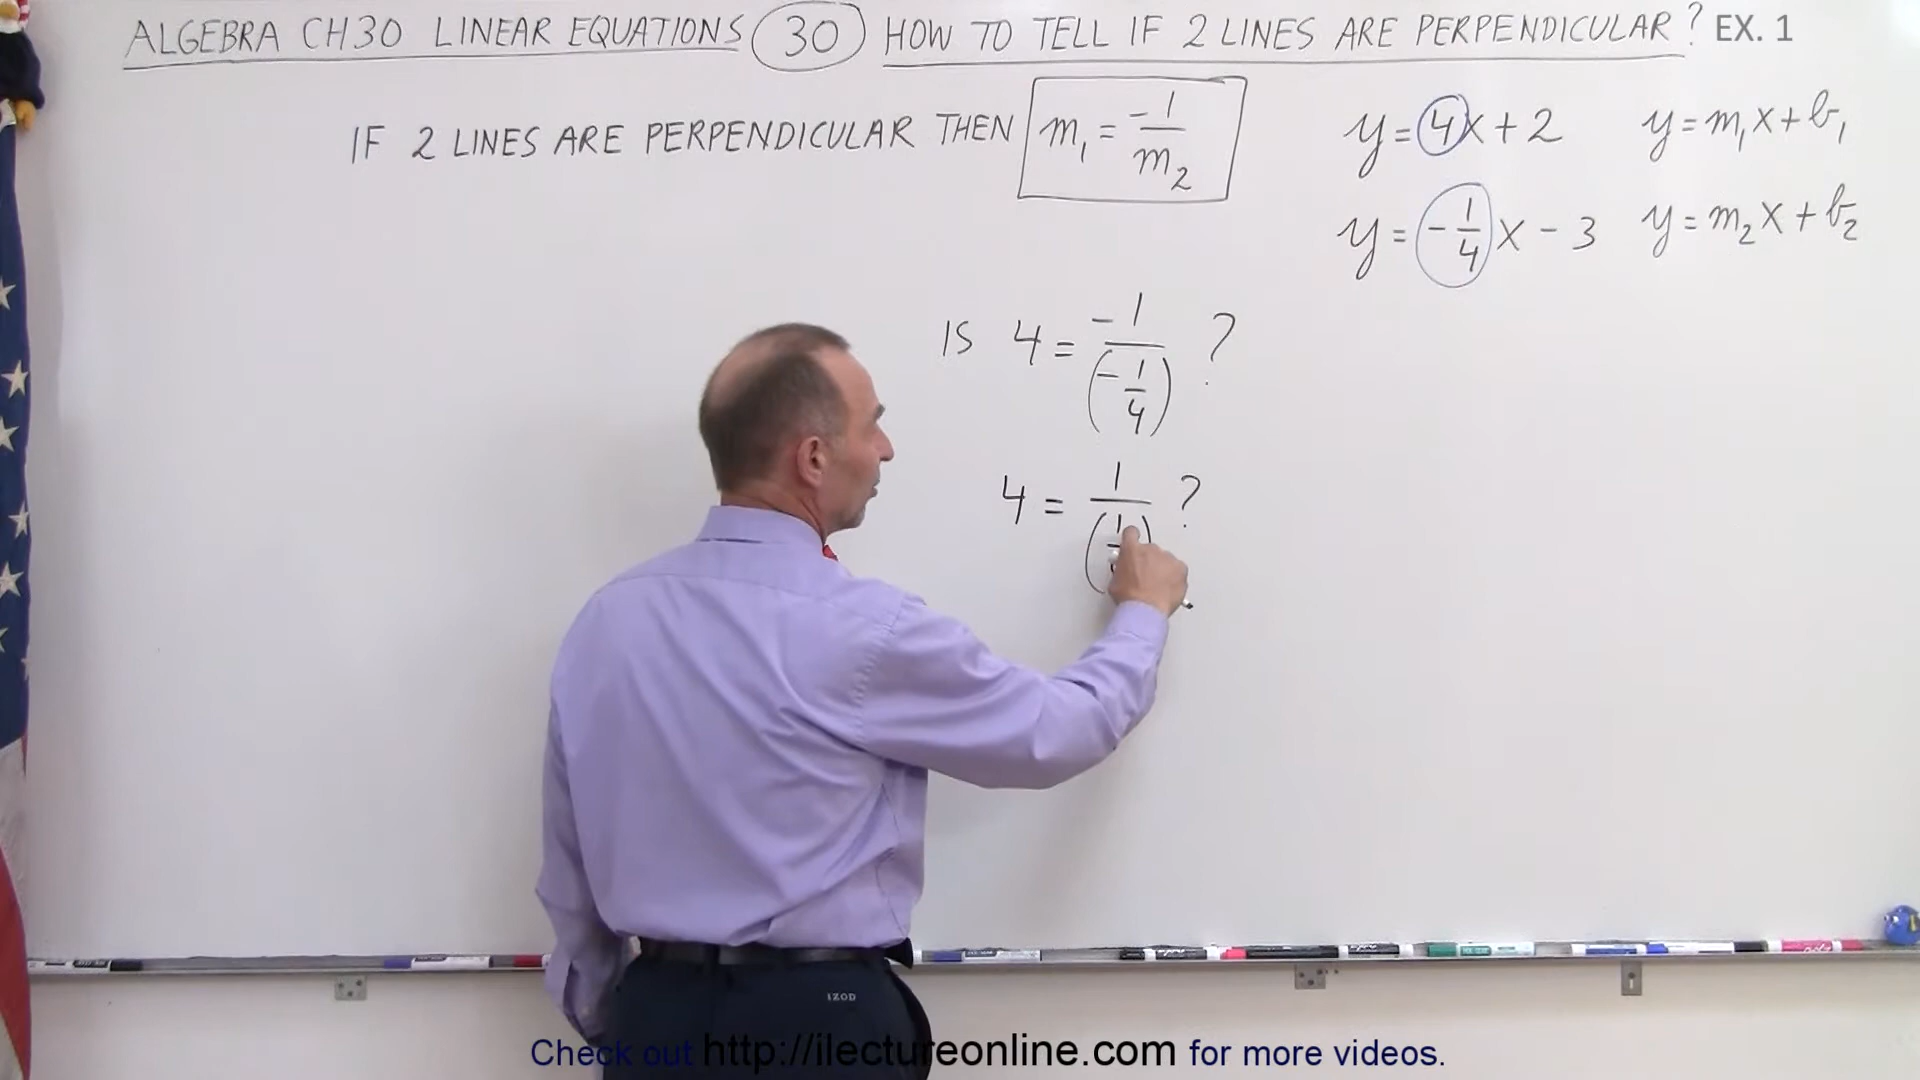 ALGEBRA CH30 LINEAR EQUATIONS 30 HOW TO TELL IF 2 LINES ARE PERPENDICULAR? EX. 1
IF 2 LINES ARE PERPENDICULAR THEN m₁ = -1/m₂
y = 4x + 2 y = m₁x + b₁
y = -1/4 x - 3 y = m₂x + b₂
IS 4 = -1/(-1/4) ?
4 = 1/(1/ ) ?
IZOD
Check out http://ilectureonline.com for more videos.